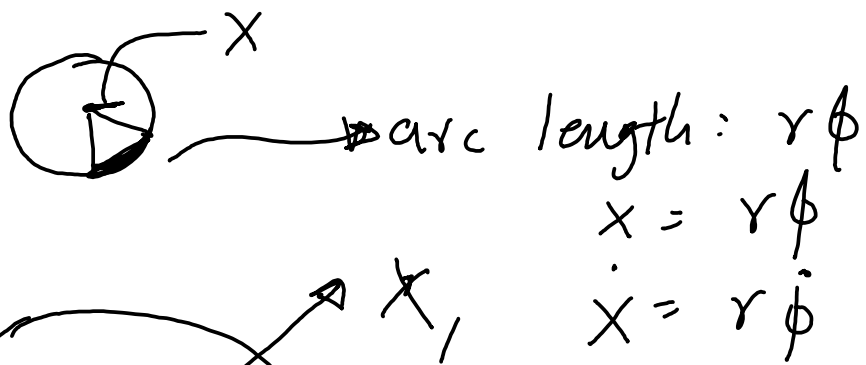 X
arc length: rϕ
x = rϕ
ẋ = rϕ̇
X,